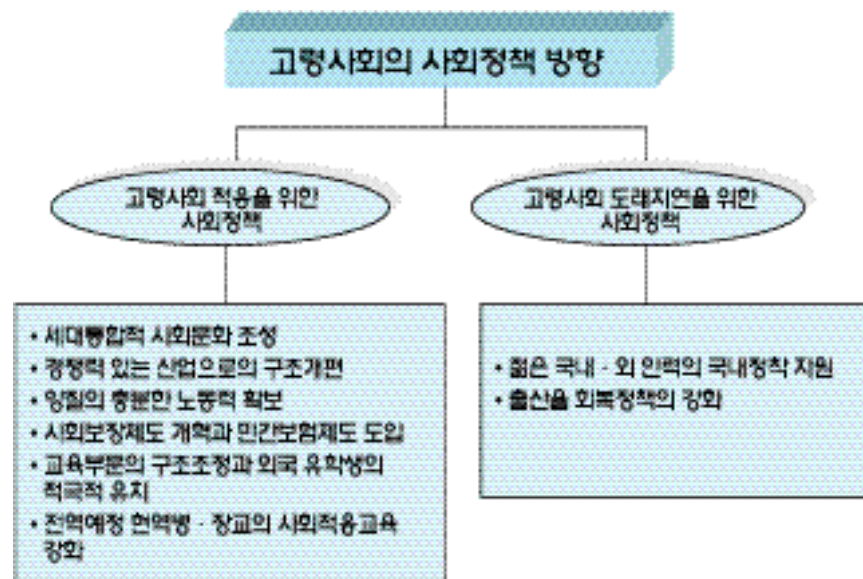 고령사회의 사회정책 방향
고령사회 적응을 위한
사회정책
고령사회 도래지연을 위한
사회정책
• 세대통합적 사회문화 조성
• 경쟁력 있는 산업으로의 구조개편
• 양질의 충분한 노동력 확보
• 사회보장제도 개혁과 민간보험제도 도입
• 교육부문의 구조조정과 외국 유학생의
적극적 유치
• 전역예정 현역병 · 장교의 사회적응교육
강화
• 젊은 국내 · 외 인력의 국내정착 지원
• 출산율 회복정책의 강화